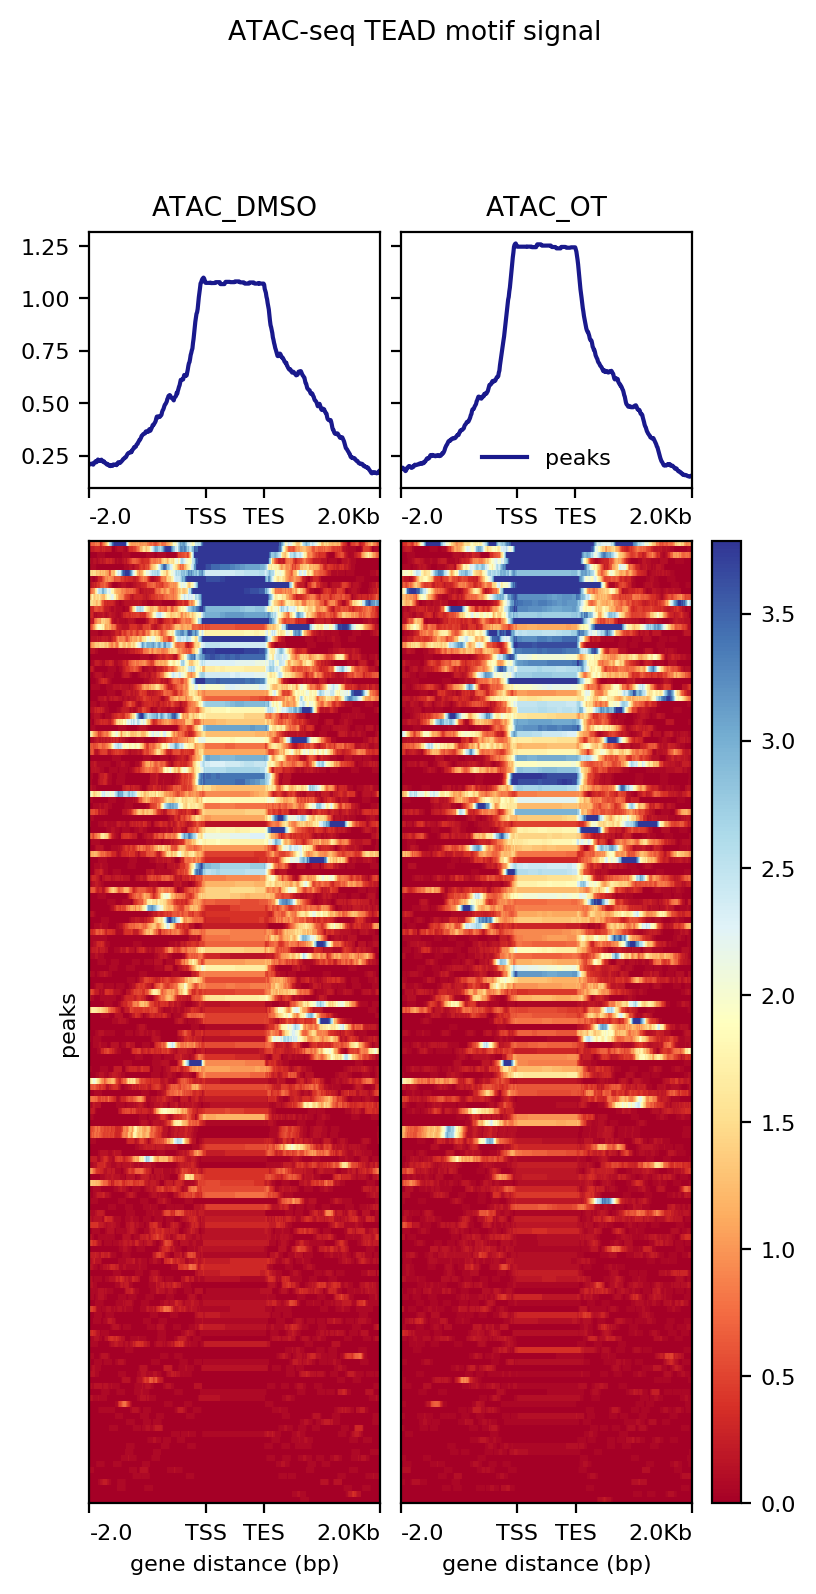 ATAC-seq TEAD motif signal
ATAC_DMSO ATAC_OT
1.25
1.00
0.75
0.50
0.25
peaks
-2.0 TSS TES 2.0Kb -2.0 TSS TES 2.0Kb
peaks
3.5
3.0
2.5
2.0
1.5
1.0
0.5
0.0
-2.0 TSS TES 2.0Kb -2.0 TSS TES 2.0Kb
gene distance (bp) gene distance (bp)